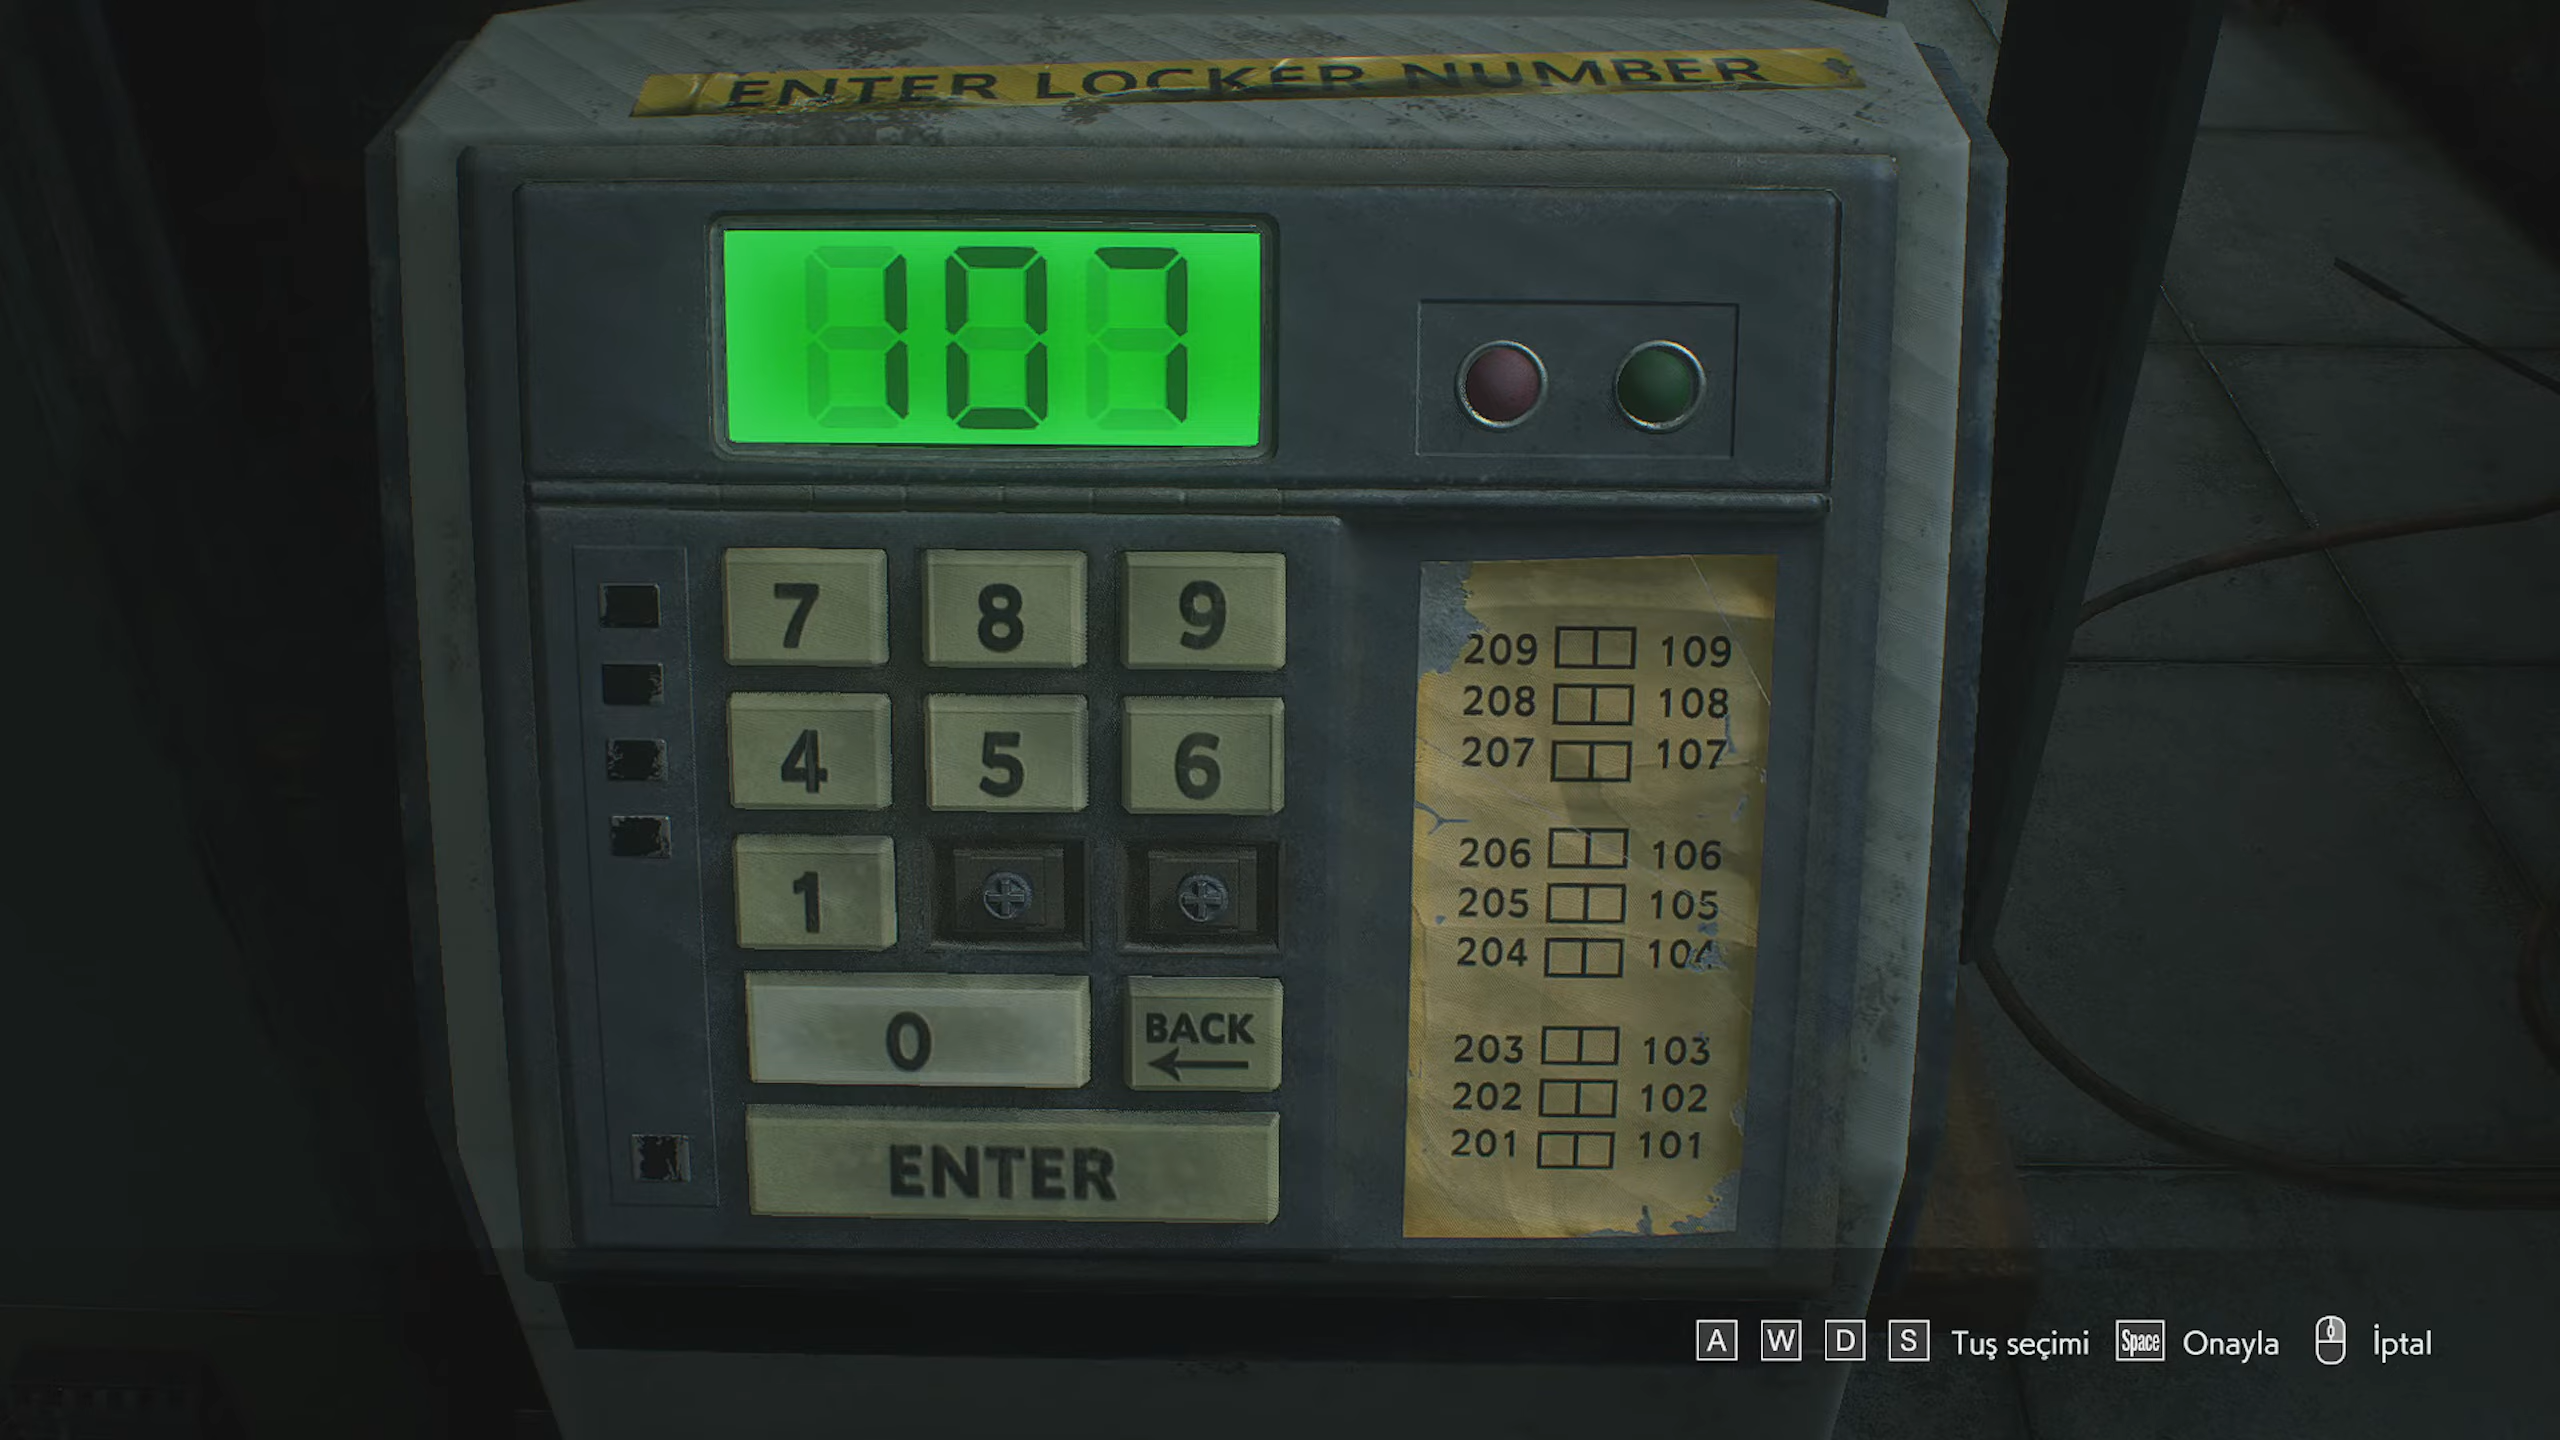 ENTER LOCKER NUMBER
107
7 8 9
4 5 6
1
0 BACK
ENTER
209 109
208 108
207 107
206 106
205 105
204 104
203 103
202 102
201 101
A W D S Tuş seçimi Space Onayla İptal